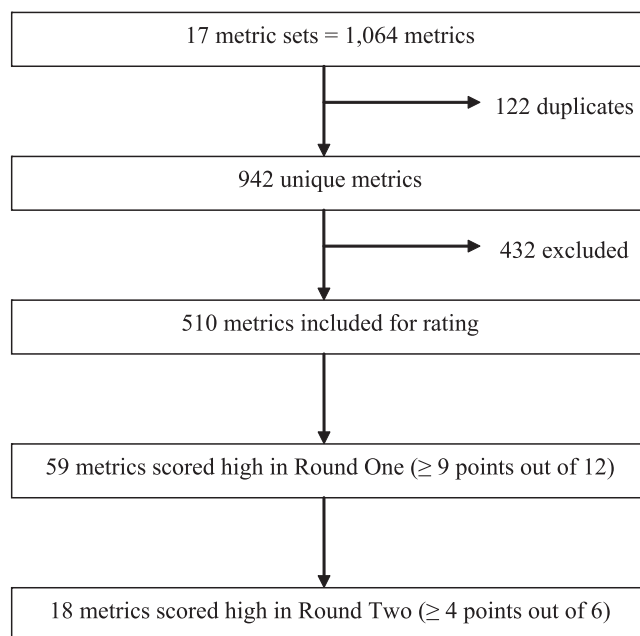 17 metric sets = 1,064 metrics
122 duplicates
942 unique metrics
432 excluded
510 metrics included for rating
59 metrics scored high in Round One (≥ 9 points out of 12)
18 metrics scored high in Round Two (≥ 4 points out of 6)